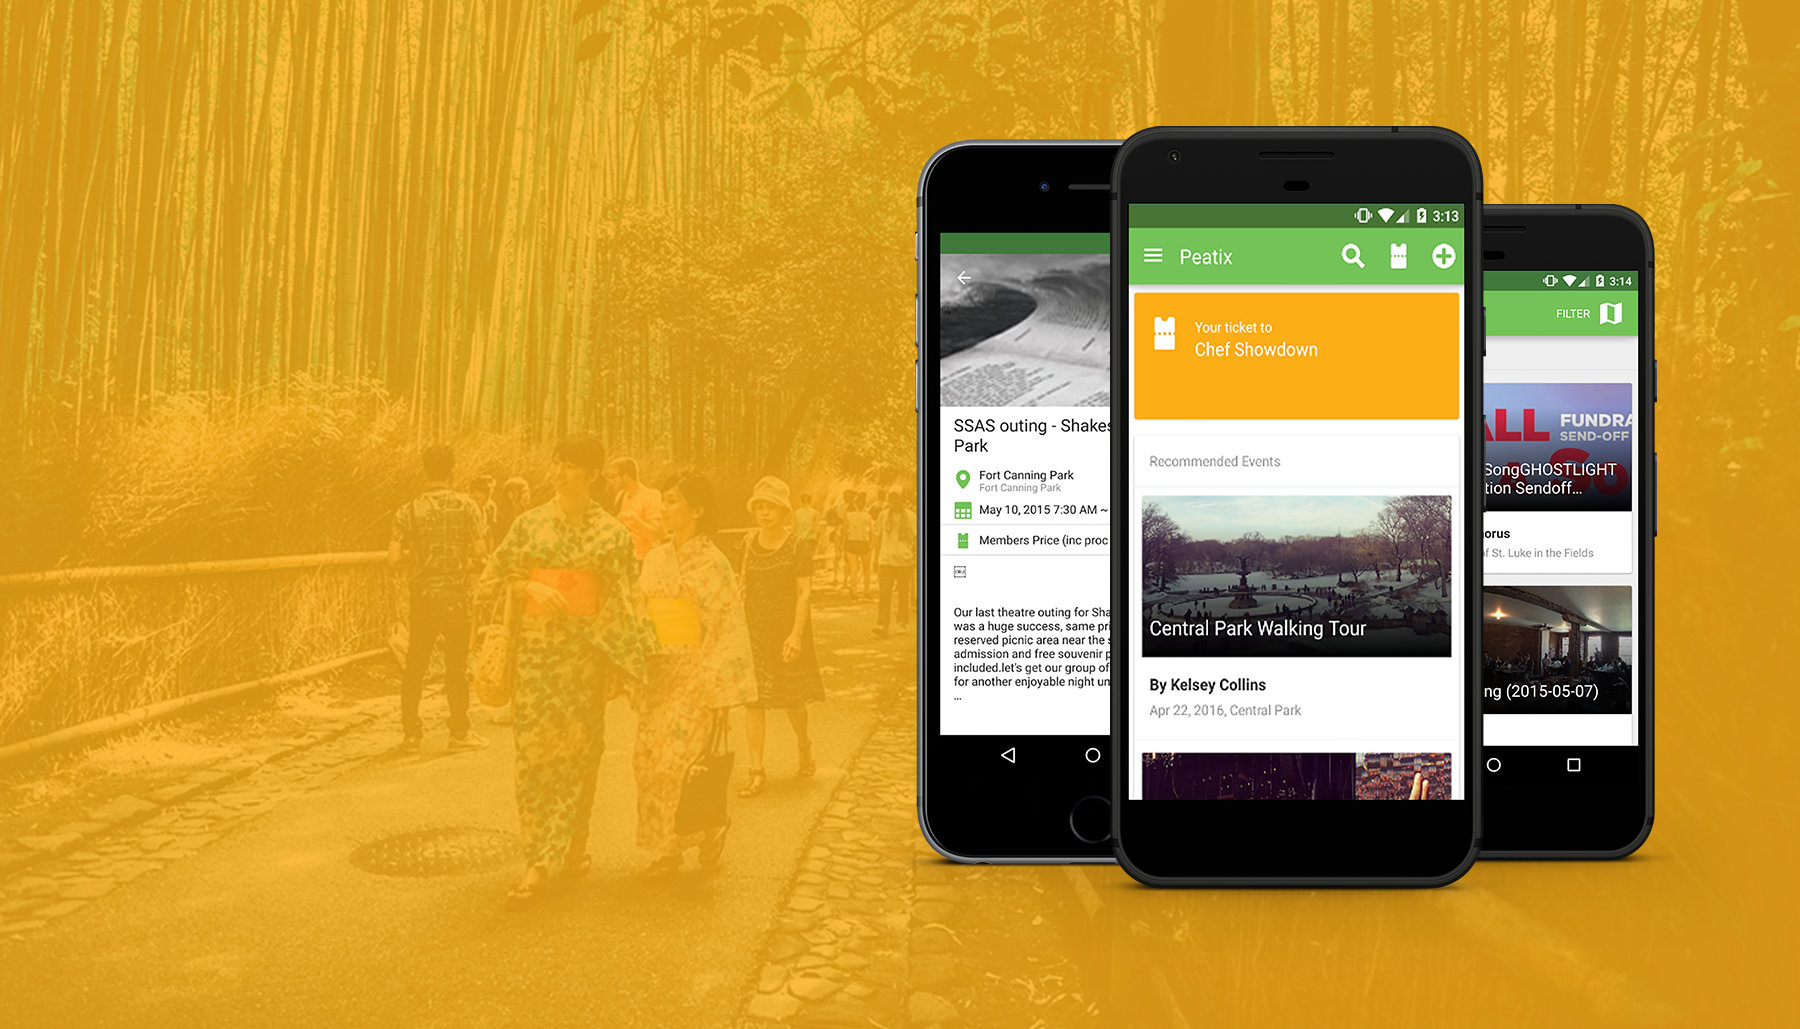 SSAS outing - Shakes
Park
Fort Canning Park
Fort Canning Park
May 10, 2015 7:30 AM ~
Members Price (inc proc
OBJ
Our last theatre outing for Sha
was a huge success, same pri
reserved picnic area near the s
admission and free souvenir p
included.let's get our group of
for another enjoyable night un
...
3:13
Peatix
Your ticket to
Chef Showdown
Recommended Events
Central Park Walking Tour
By Kelsey Collins
Apr 22, 2016, Central Park
3:14
FILTER
ALL FUNDRA
SEND-OFF
SongGHOSTLIGHT
tion Sendoff...
orus
of St. Luke in the Fields
ng (2015-05-07)